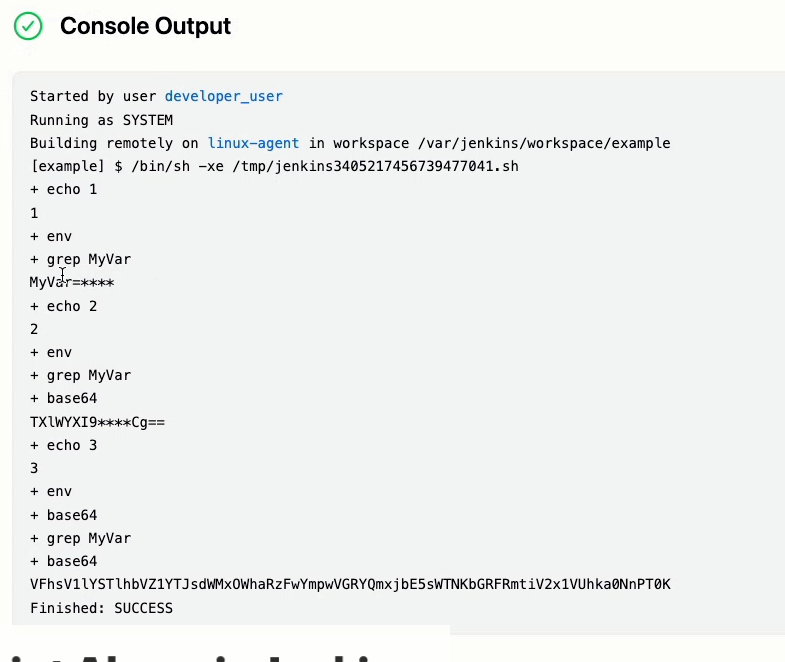 Console Output
Started by user developer_user
Running as SYSTEM
Building remotely on linux-agent in workspace /var/jenkins/workspace/example
[example] $ /bin/sh -xe /tmp/jenkins3405217456739477041.sh
+ echo 1
1
+ env
+ grep MyVar
MyVar=****
+ echo 2
2
+ env
+ grep MyVar
+ base64
TXlWYXI9****Cg==
+ echo 3
3
+ env
+ base64
+ grep MyVar
+ base64
VFhsV1lYSTlhbVZ1YTJsdWMxOWhaRzFwYmpwVGRYQmxjbE5sWTNKbGRFRmtiV2x1VUhka0NnPT0K
Finished: SUCCESS